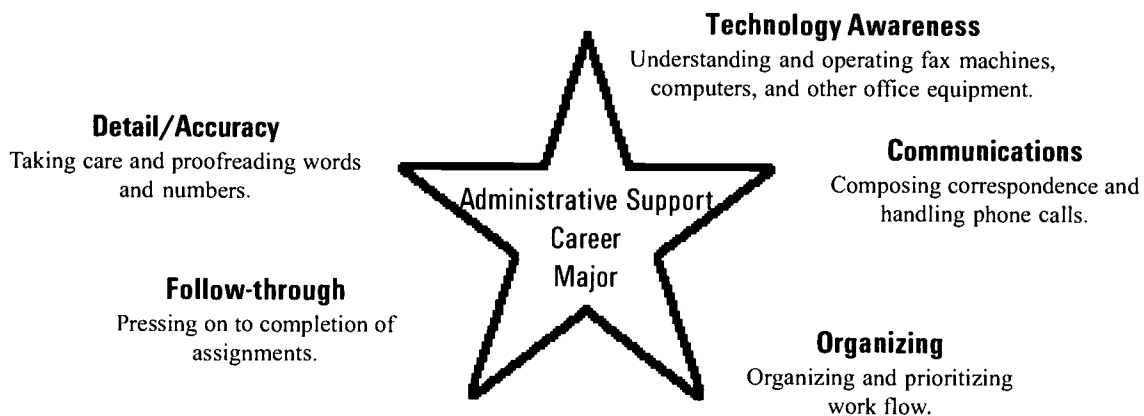 Technology Awareness
Understanding and operating fax machines,
computers, and other office equipment.
Detail/Accuracy
Taking care and proofreading words
and numbers.
Communications
Composing correspondence and
handling phone calls.
Administrative Support
Career
Major
Follow-through
Pressing on to completion of
assignments.
Organizing
Organizing and prioritizing
work flow.